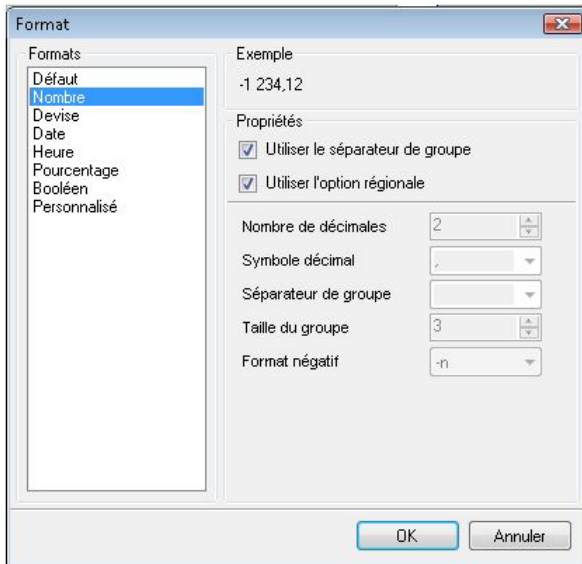 Format
Formats
Défaut
Nombre
Devise
Date
Heure
Pourcentage
Booléen
Personnalisé
Exemple
-1 234,12
Propriétés
Utiliser le séparateur de groupe
Utiliser l'option régionale
Nombre de décimales 2
Symbole décimal ,
Séparateur de groupe
Taille du groupe 3
Format négatif -n
OK Annuler